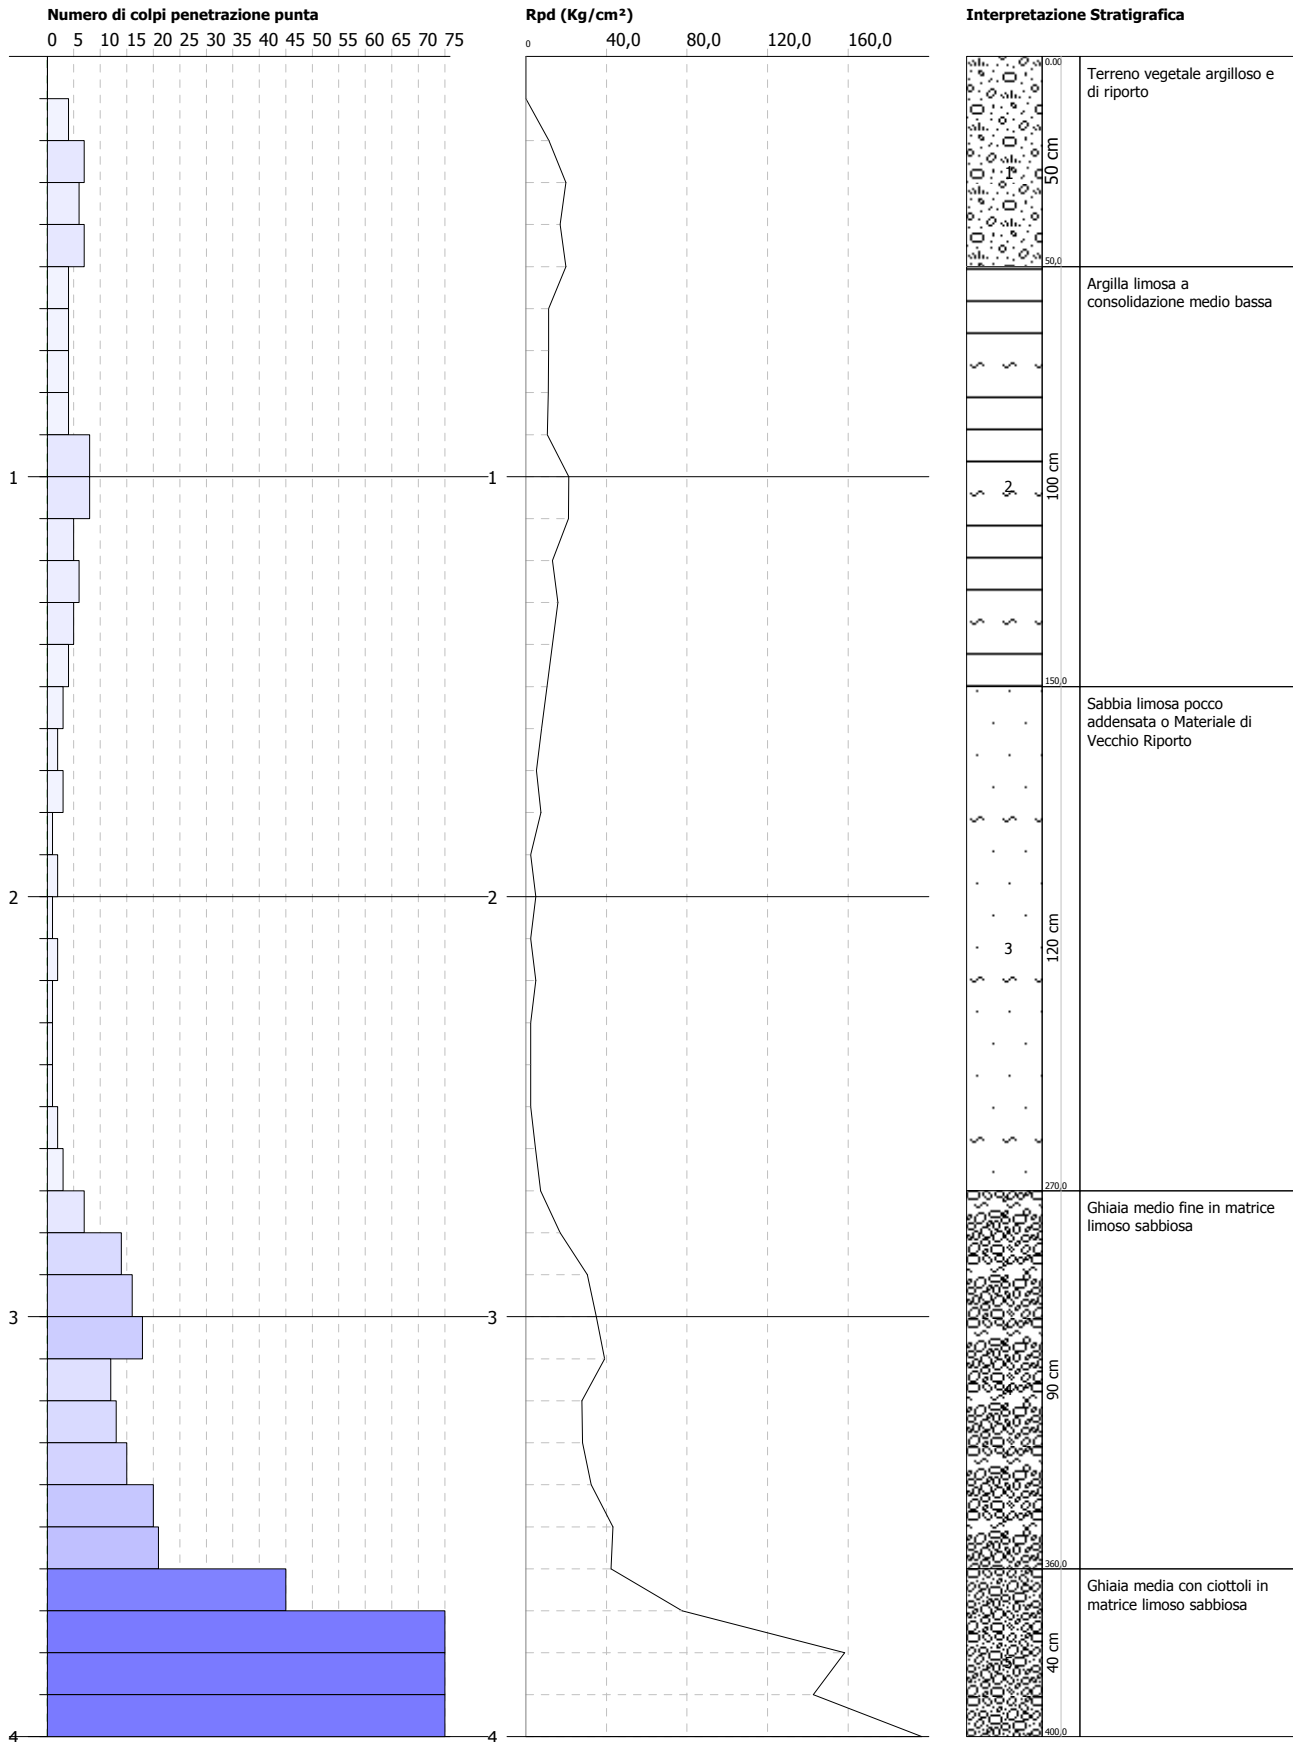 Numero di colpi penetrazione punta
0 5 10 15 20 25 30 35 40 45 50 55 60 65 70 75
1
2
3
4
Rpd (Kg/cm²)
0 40,0 80,0 120,0 160,0
1
2
3
4
Interpretazione Stratigrafica
0.00
1
50 cm
50,0
Terreno vegetale argilloso e
di riporto
2
100 cm
150,0
Argilla limosa a
consolidazione medio bassa
3
120 cm
270,0
Sabbia limosa pocco
addensata o Materiale di
Vecchio Riporto
4
90 cm
360,0
Ghiaia medio fine in matrice
limoso sabbiosa
5
40 cm
400,0
Ghiaia media con ciottoli in
matrice limoso sabbiosa